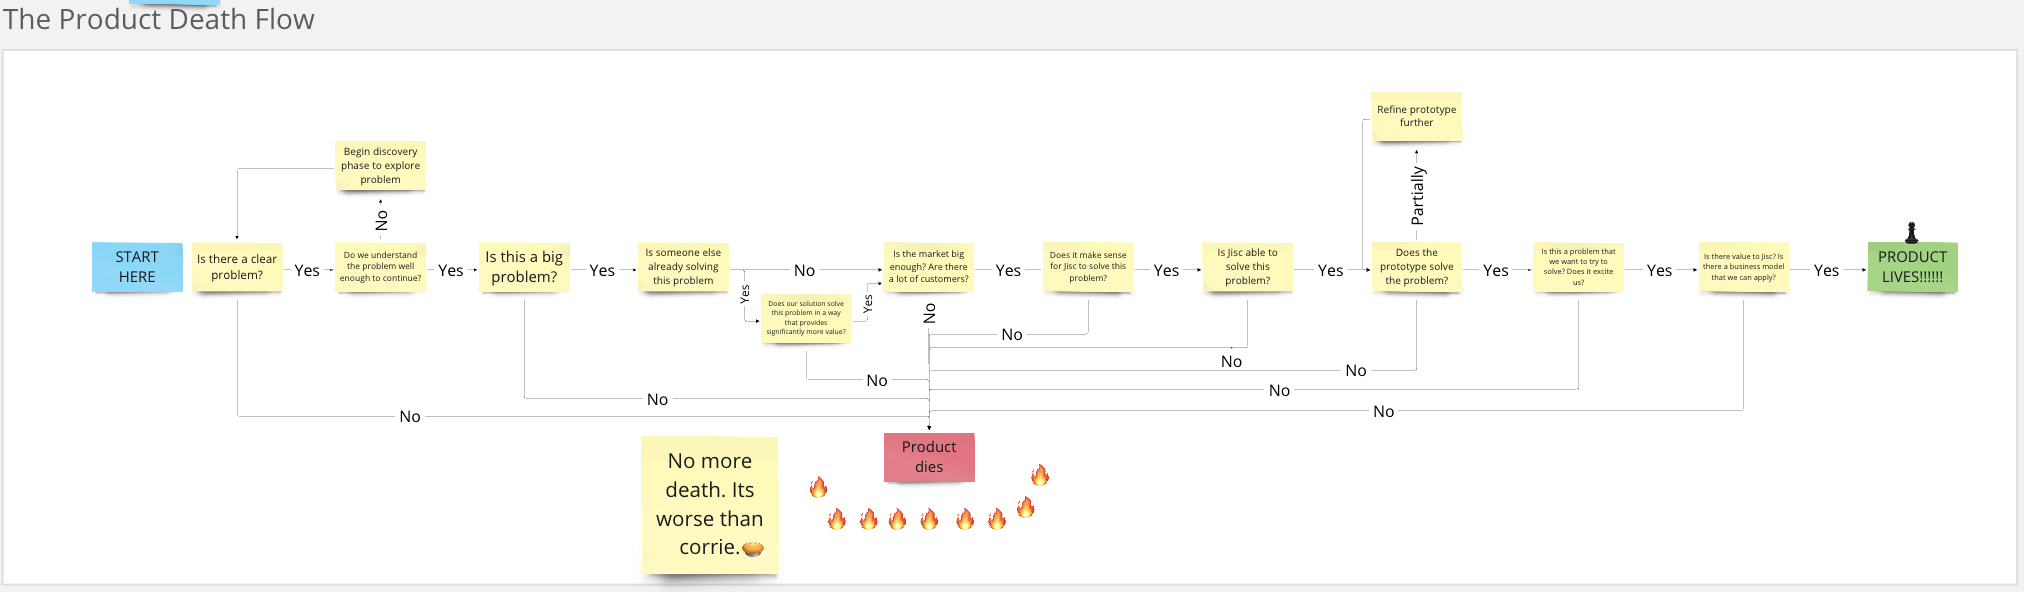 The Product Death Flow
Refine prototype
further
Begin discovery
phase to explore
problem
Partially
No
START
HERE
Is there a clear
problem?
Yes
Do we understand
the problem well
enough to continue?
Yes
Is this a big
problem?
Yes
Is someone else
already solving
this problem
No
Yes
Does our solution solve
this problem in a way
that provides
significantly more value?
Yes
Is the market big
enough? Are there
a lot of customers?
Yes
Does it make sense
for Jisc to solve this
problem?
Yes
Is Jisc able to
solve this
problem?
Yes
Does the
prototype solve
the problem?
Yes
Is this a problem that
we want to try to
solve? Does it excite
us?
Yes
Is there value to Jisc? Is
there a business model
that we can apply?
Yes
PRODUCT
LIVES!!!!!!
No
No
No
No
No
No
No
No
No
Product
dies
No more
death. Its
worse than
corrie.